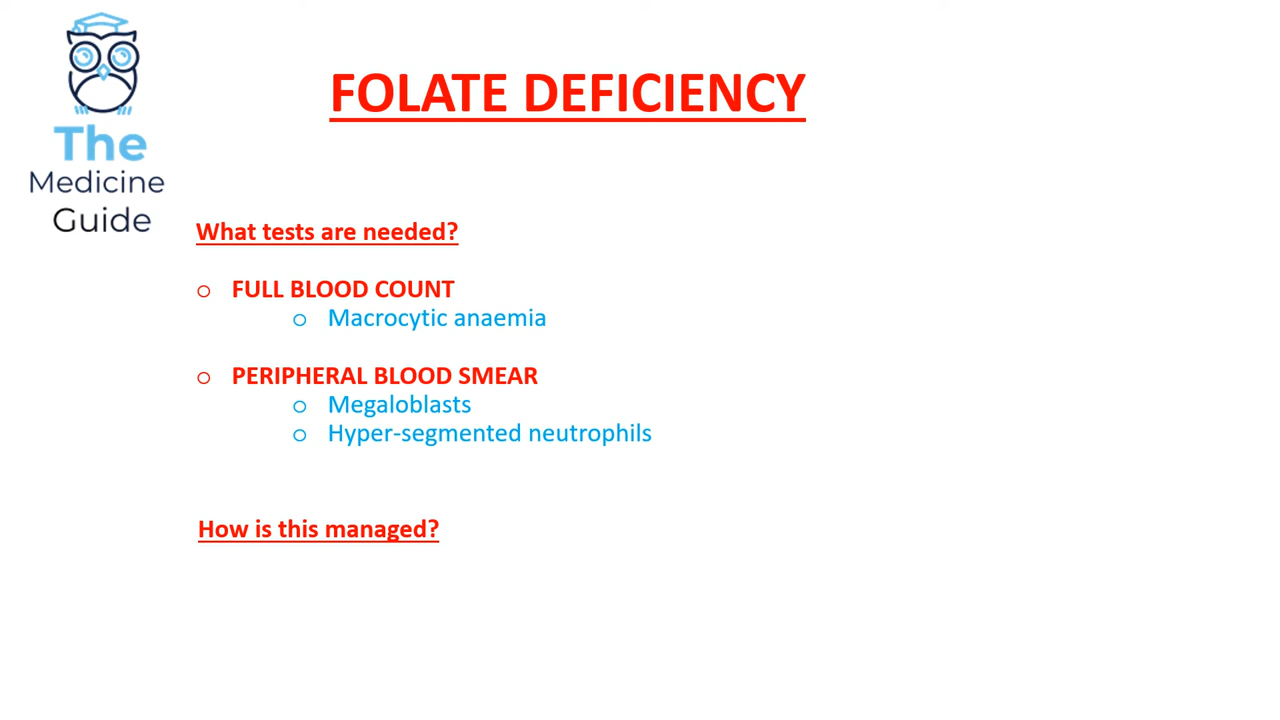 The
Medicine
Guide
FOLATE DEFICIENCY
What tests are needed?
o FULL BLOOD COUNT
o Macrocytic anaemia
o PERIPHERAL BLOOD SMEAR
o Megaloblasts
o Hyper-segmented neutrophils
How is this managed?